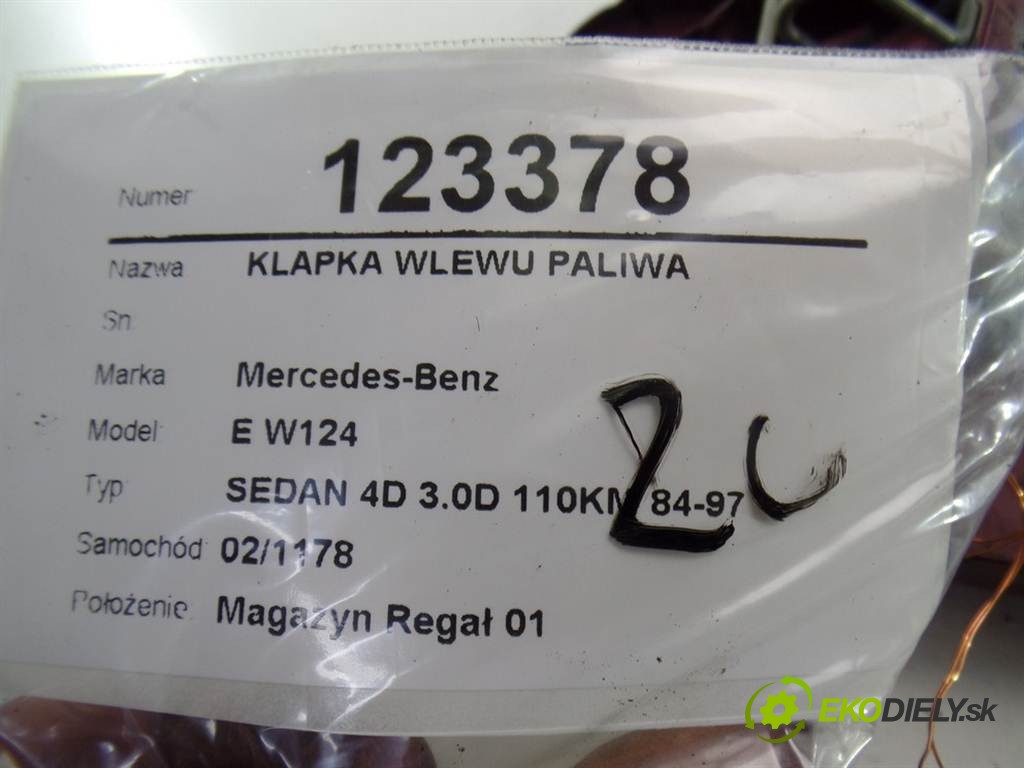 Numer 123378
Nazwa KLAPKA WLEWU PALIWA
Sn.
Marka Mercedes-Benz
Model E W124
Typ SEDAN 4D 3.0D 110KM 84-97
Samochód 02/1178
Położenie Magazyn Regał 01
EKODIELY.sk